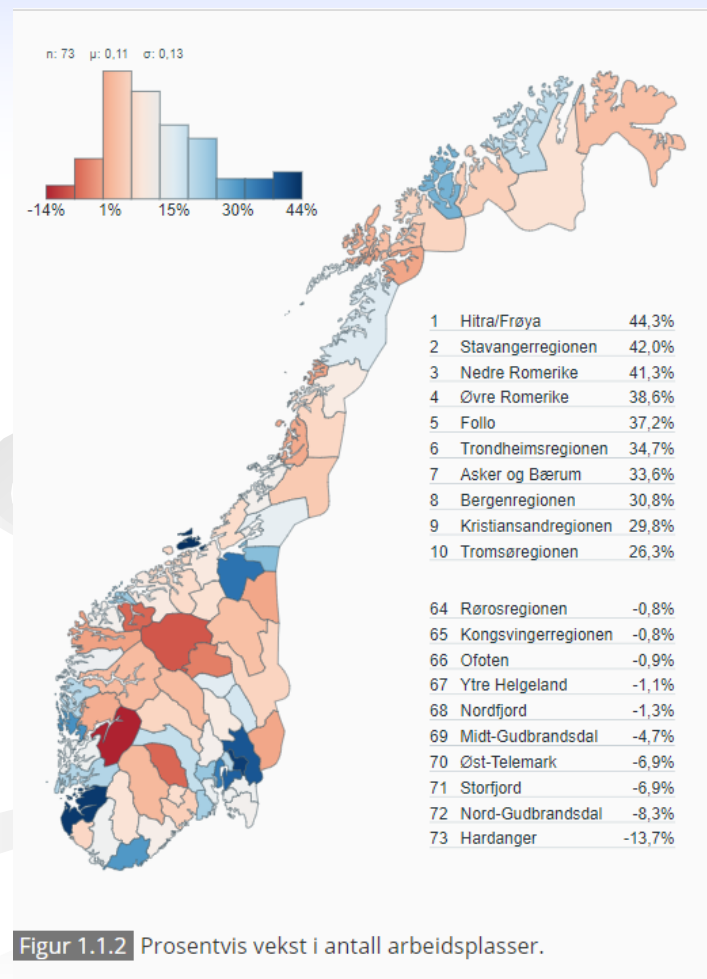 n: 73 µ: 0,11 σ: 0,13
-14% 1% 15% 30% 44%
1 Hitra/Frøya 44,3%
2 Stavangerregionen 42,0%
3 Nedre Romerike 41,3%
4 Øvre Romerike 38,6%
5 Follo 37,2%
6 Trondheimsregionen 34,7%
7 Asker og Bærum 33,6%
8 Bergenregionen 30,8%
9 Kristiansandregionen 29,8%
10 Tromsøregionen 26,3%
64 Rørosregionen -0,8%
65 Kongsvingerregionen -0,8%
66 Ofoten -0,9%
67 Ytre Helgeland -1,1%
68 Nordfjord -1,3%
69 Midt-Gudbrandsdal -4,7%
70 Øst-Telemark -6,9%
71 Storfjord -6,9%
72 Nord-Gudbrandsdal -8,3%
73 Hardanger -13,7%
Figur 1.1.2 Prosentvis vekst i antall arbeidsplasser.